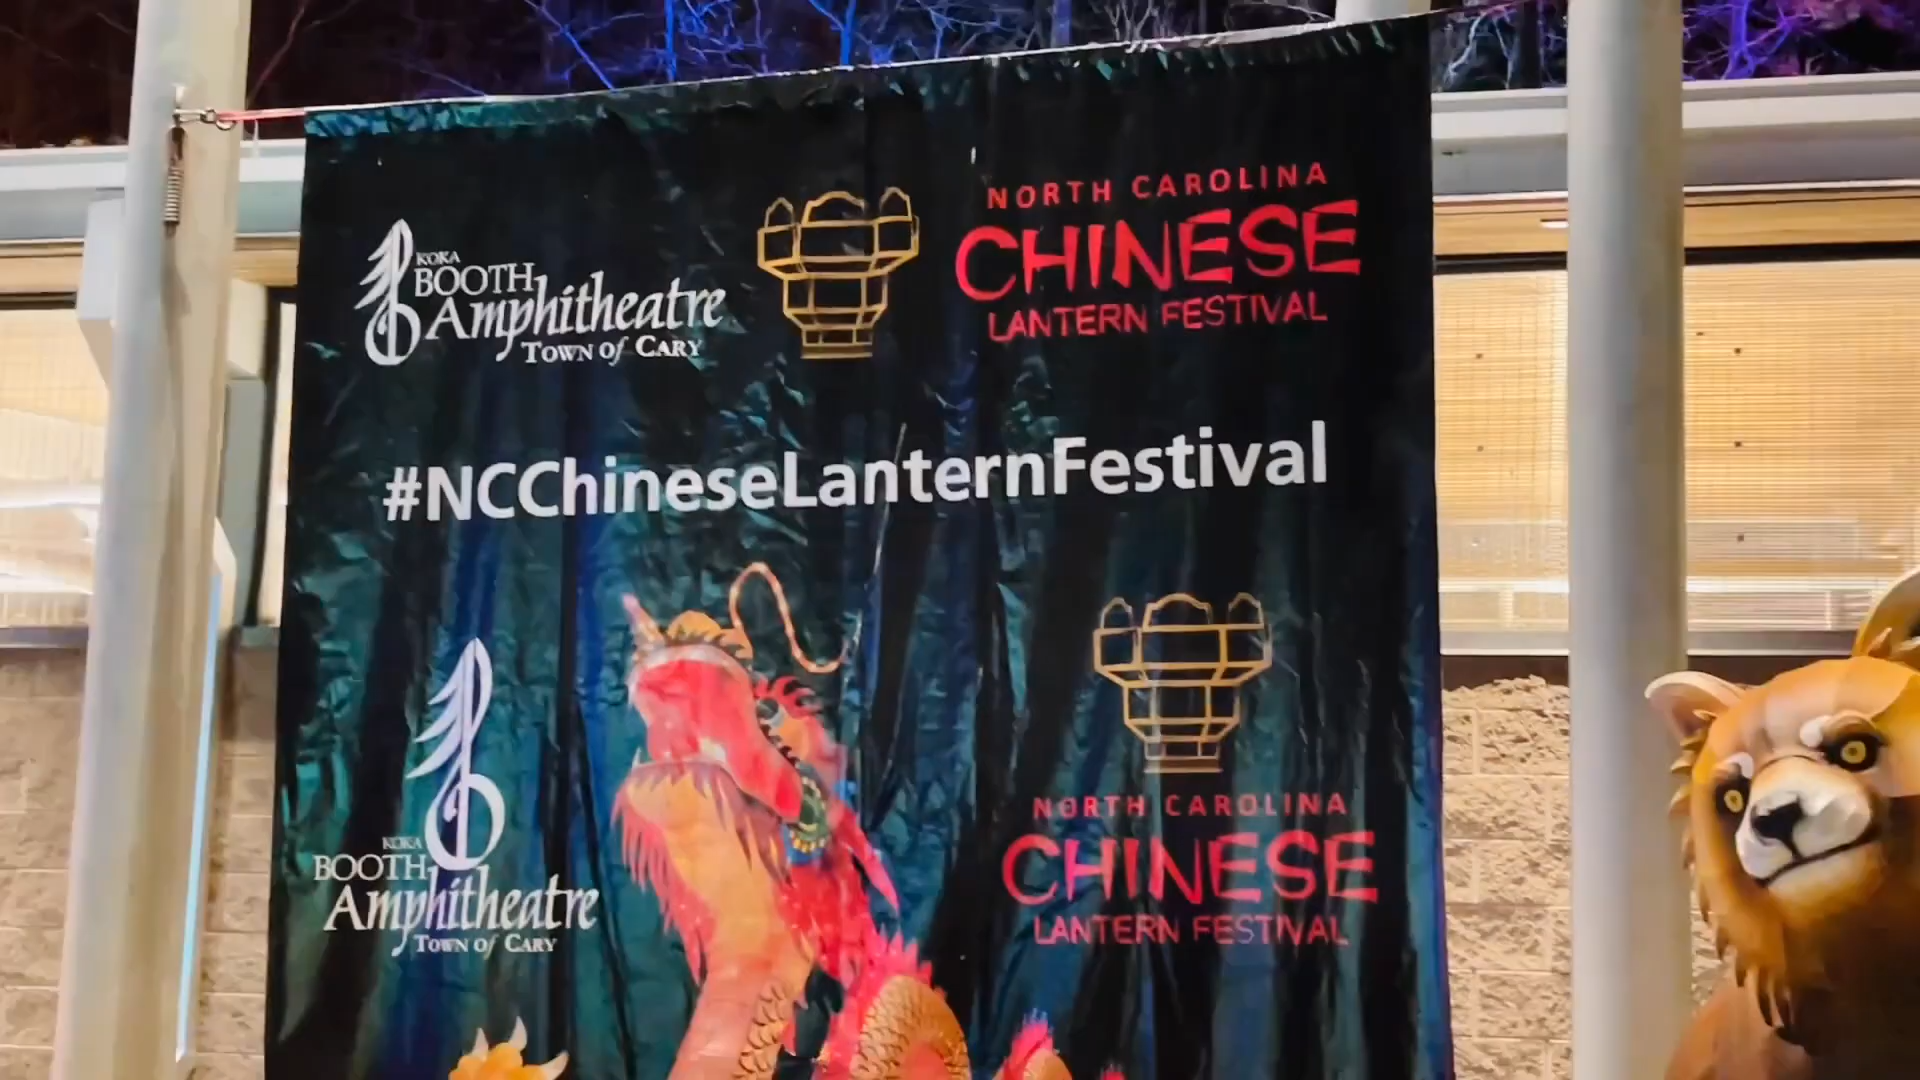 KOKA
BOOTH
Amphitheatre
TOWN of CARY
NORTH CAROLINA
CHINESE
LANTERN FESTIVAL
#NCChineseLanternFestival
KOKA
BOOTH
Amphitheatre
TOWN of CARY
NORTH CAROLINA
CHINESE
LANTERN FESTIVAL